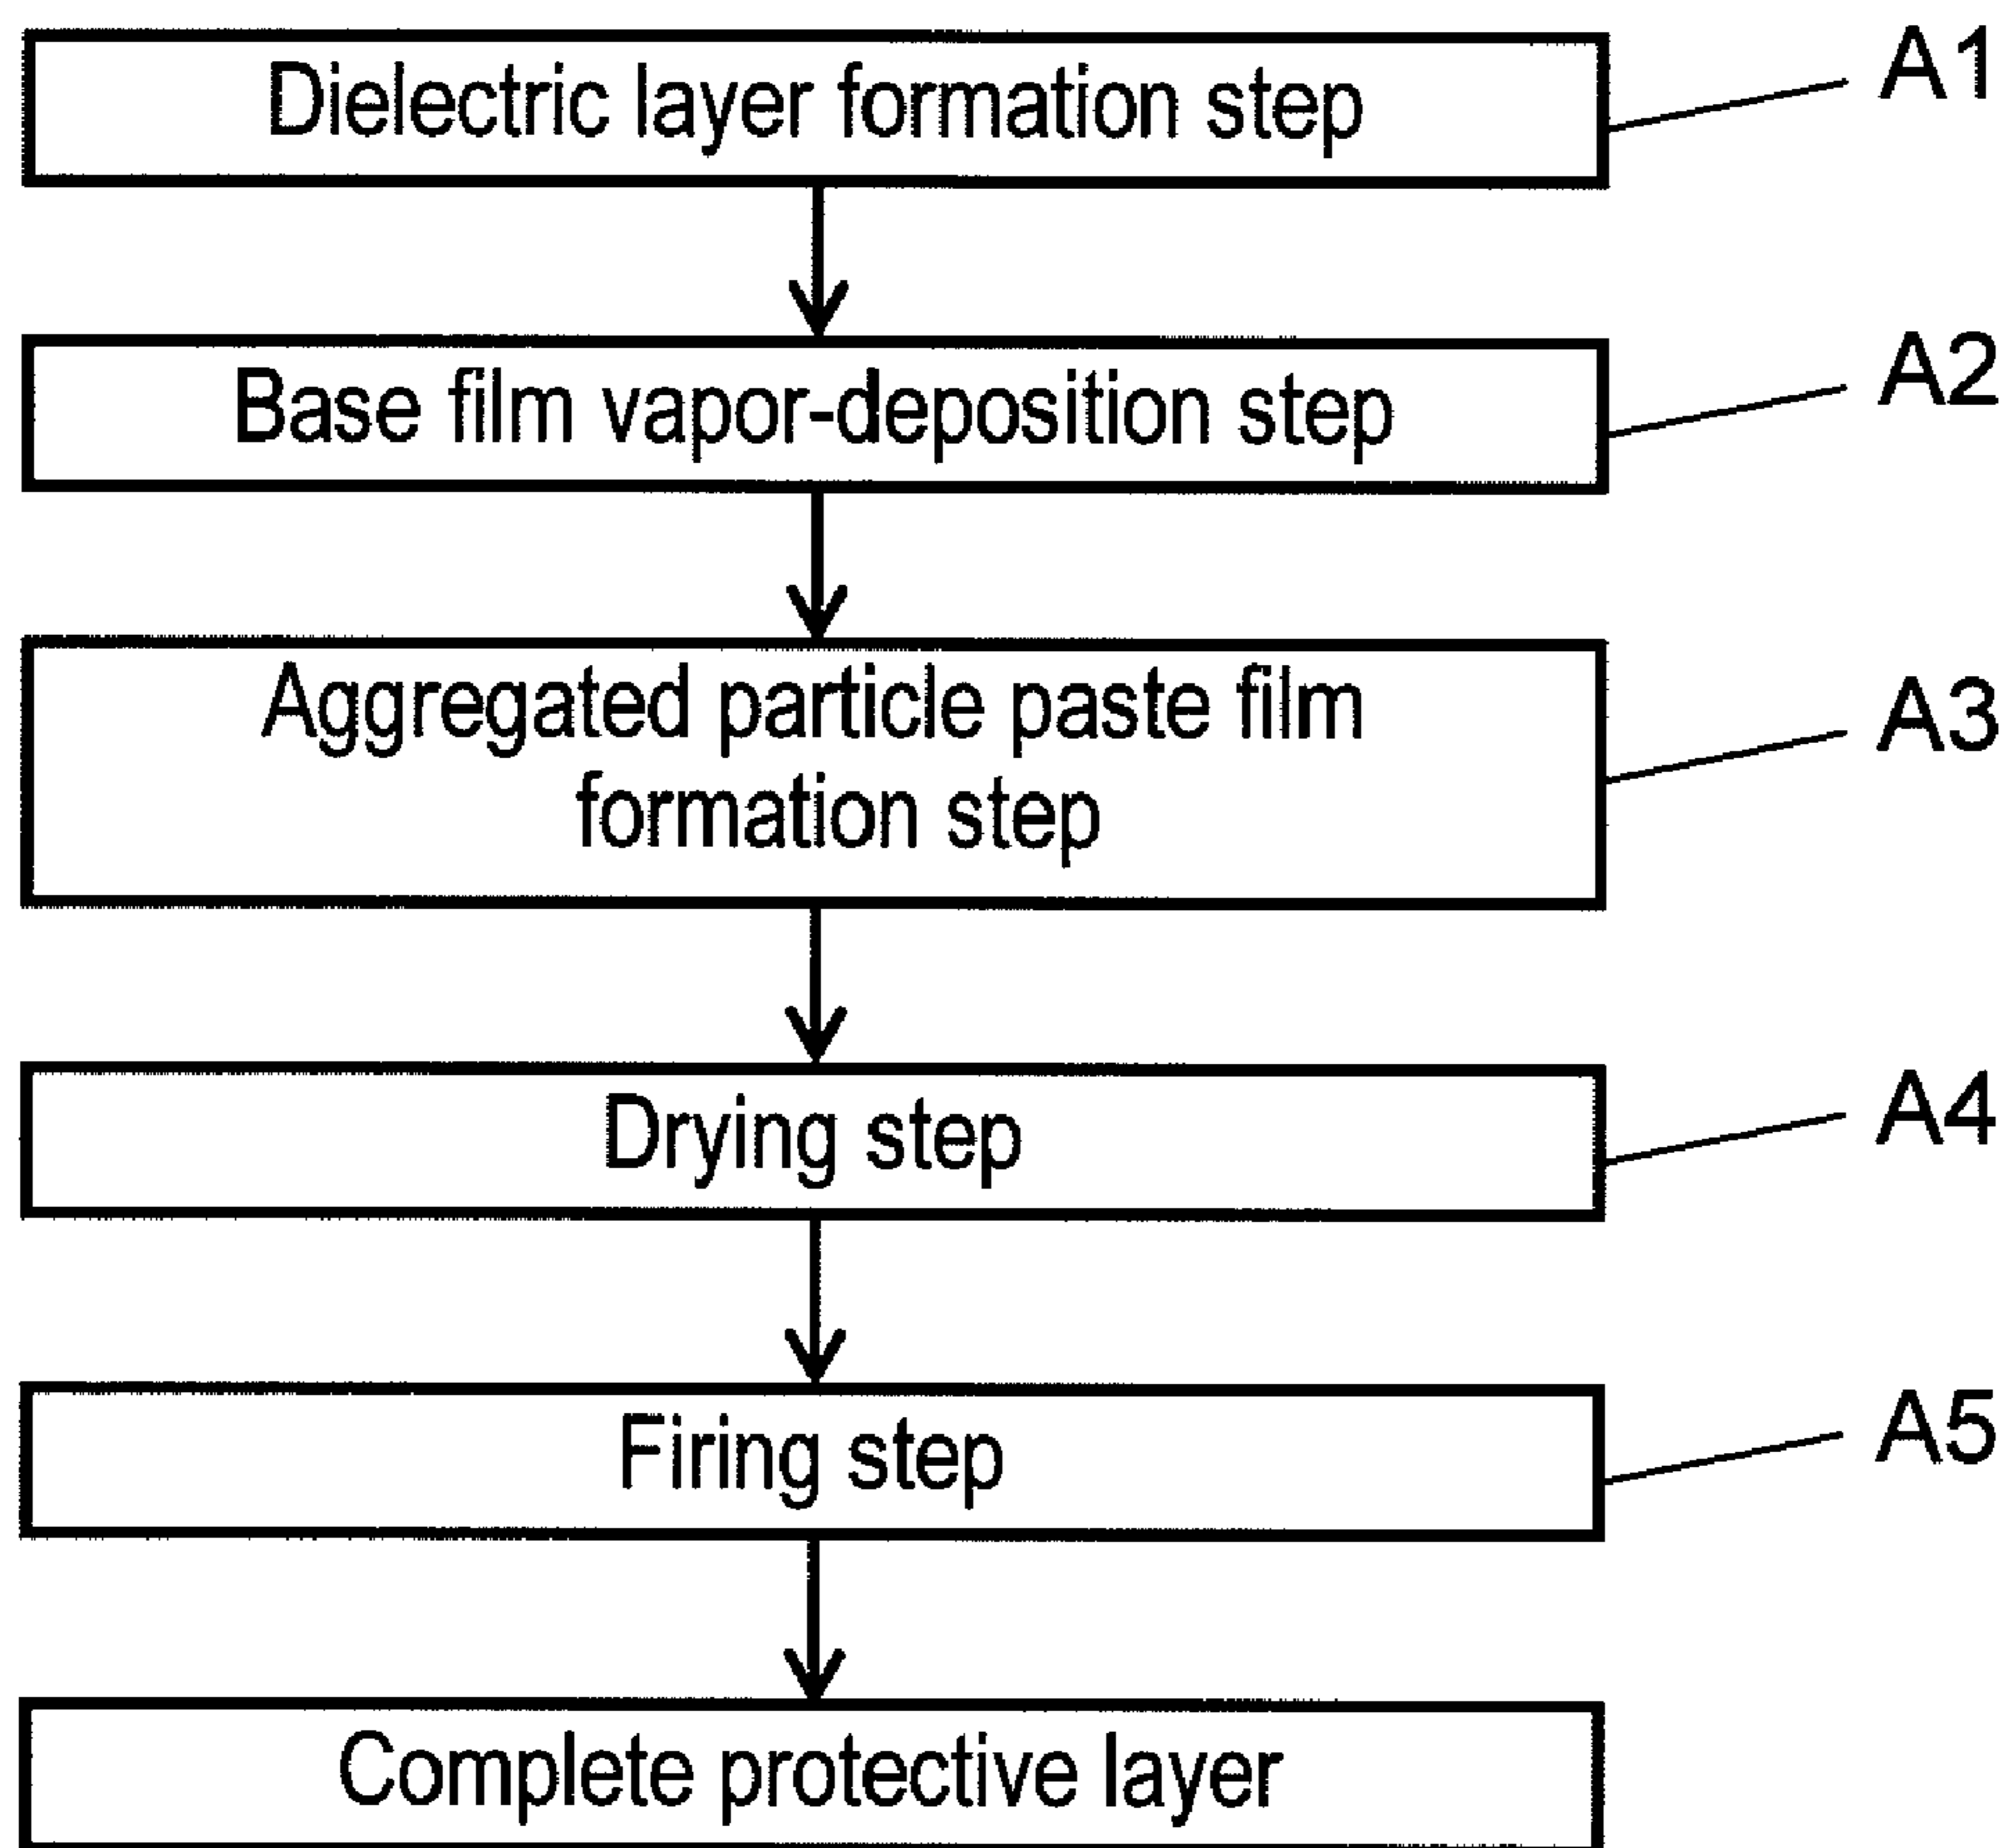 Dielectric layer formation step
A1
Base film vapor-deposition step
A2
Aggregated particle paste film
formation step
A3
Drying step
A4
Firing step
A5
Complete protective layer